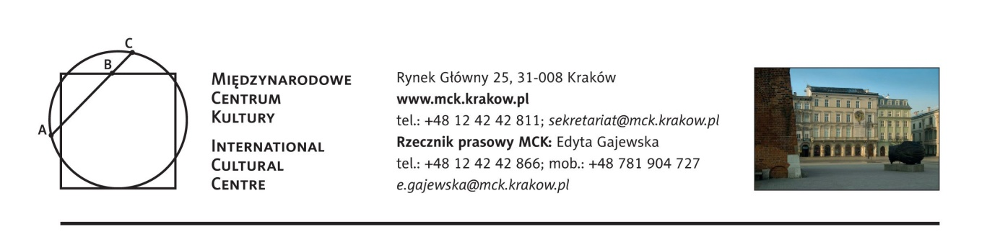 C
B
A
MIĘDZYNARODOWE
CENTRUM
KULTURY
INTERNATIONAL
CULTURAL
CENTRE
Rynek Główny 25, 31-008 Kraków
www.mck.krakow.pl
tel.: +48 12 42 42 811; sekretariat@mck.krakow.pl
Rzecznik prasowy MCK: Edyta Gajewska
tel.: +48 12 42 42 866; mob.: +48 781 904 727
e.gajewska@mck.krakow.pl